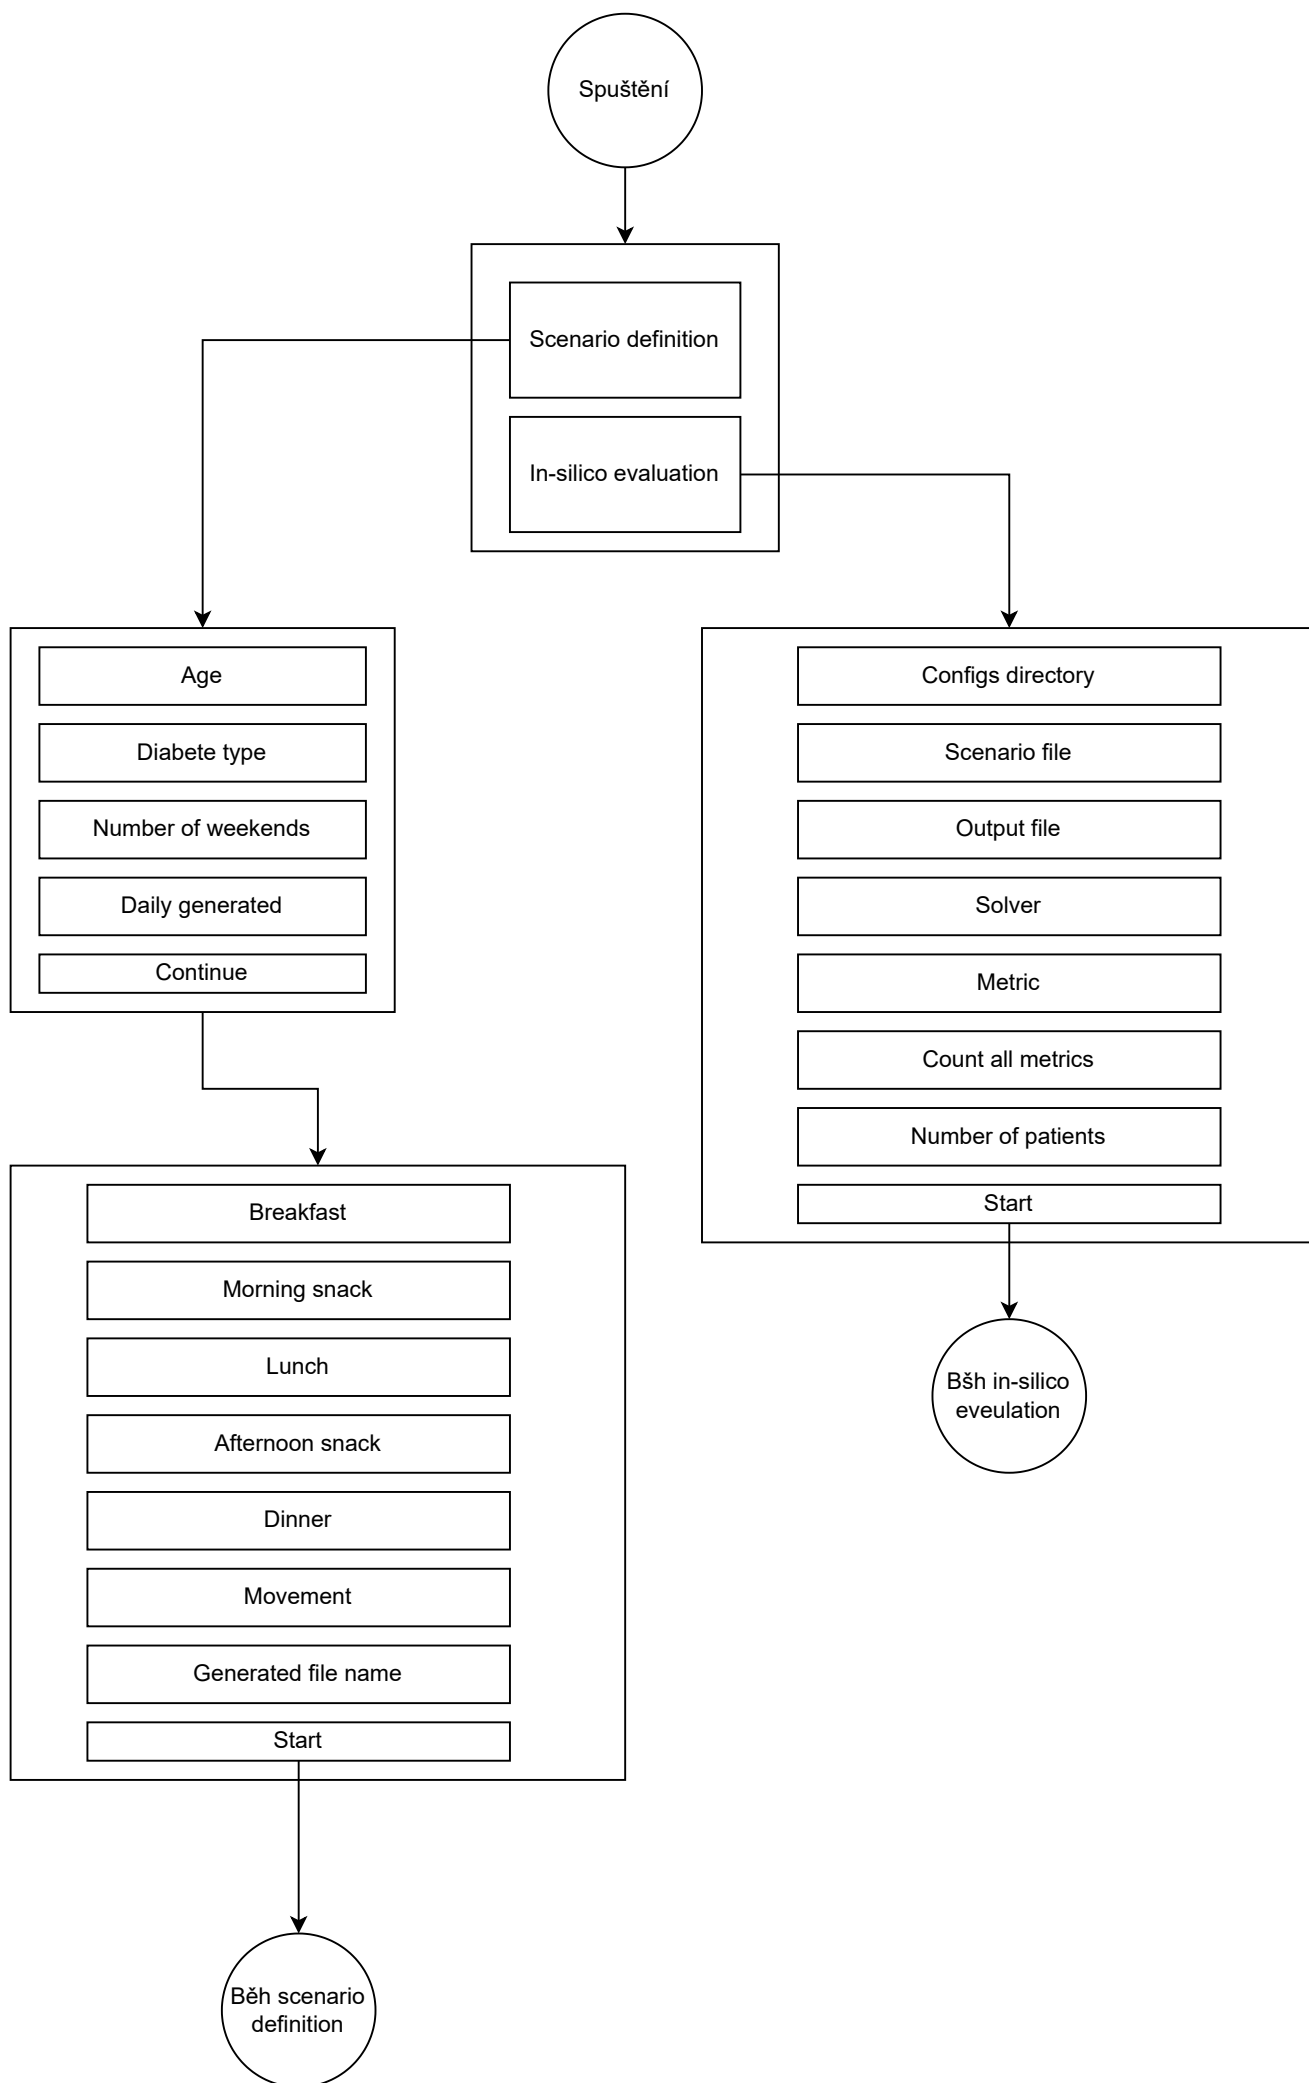 Spuštění
Scenario definition
In-silico evaluation
Age
Diabete type
Number of weekends
Daily generated
Continue
Configs directory
Scenario file
Output file
Solver
Metric
Count all metrics
Number of patients
Start
Bšh in-silico
eveulation
Breakfast
Morning snack
Lunch
Afternoon snack
Dinner
Movement
Generated file name
Start
Běh scenario
definition